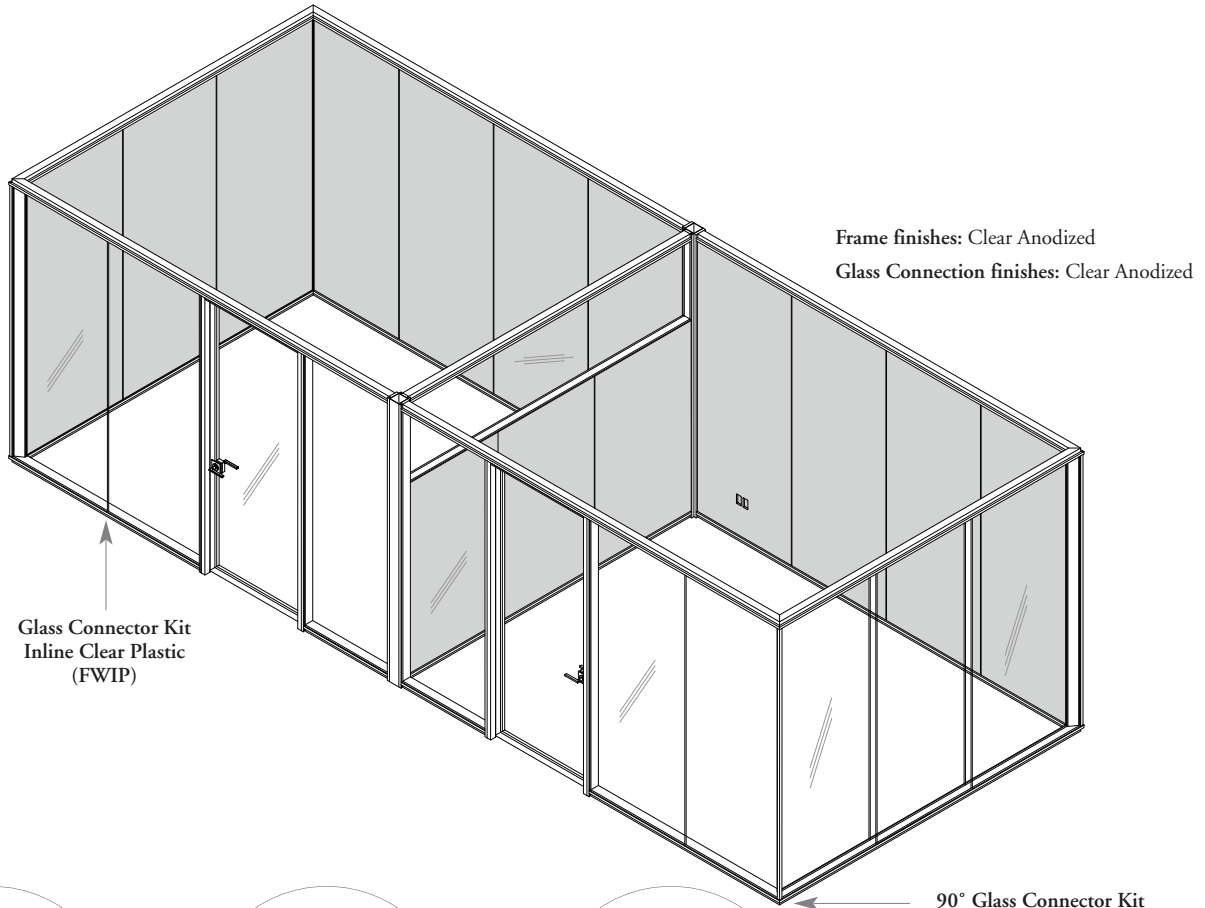 Frame finishes: Clear Anodized
Glass Connection finishes: Clear Anodized
Glass Connector Kit
Inline Clear Plastic
(FWIP)
90° Glass Connector Kit